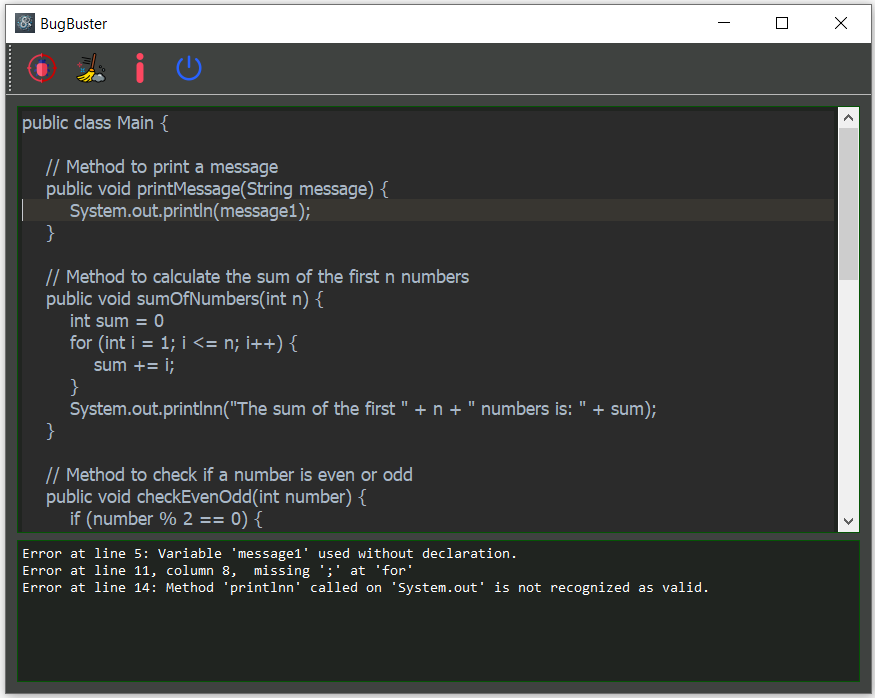 BugBuster
public class Main {
// Method to print a message
public void printMessage(String message) {
System.out.println(message1);
}
// Method to calculate the sum of the first n numbers
public void sumOfNumbers(int n) {
int sum = 0
for (int i = 1; i <= n; i++) {
sum += i;
}
System.out.printlnn("The sum of the first " + n + " numbers is: " + sum);
}
// Method to check if a number is even or odd
public void checkEvenOdd(int number) {
if (number % 2 == 0) {
Error at line 5: Variable 'message1' used without declaration.
Error at line 11, column 8,  missing ';' at 'for'
Error at line 14: Method 'printlnn' called on 'System.out' is not recognized as valid.